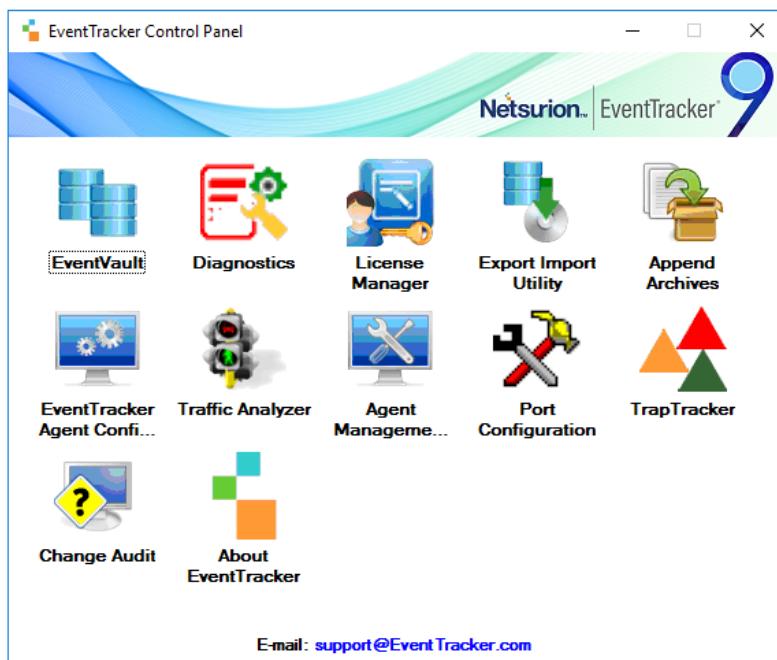 EventTracker Control Panel
Netsurion™ EventTracker® 9
EventVault
Diagnostics
License
Manager
Export Import
Utility
Append
Archives
EventTracker
Agent Confi...
Traffic Analyzer
Agent
Manageme...
Port
Configuration
TrapTracker
?
Change Audit
About
EventTracker
E-mail: support@EventTracker.com